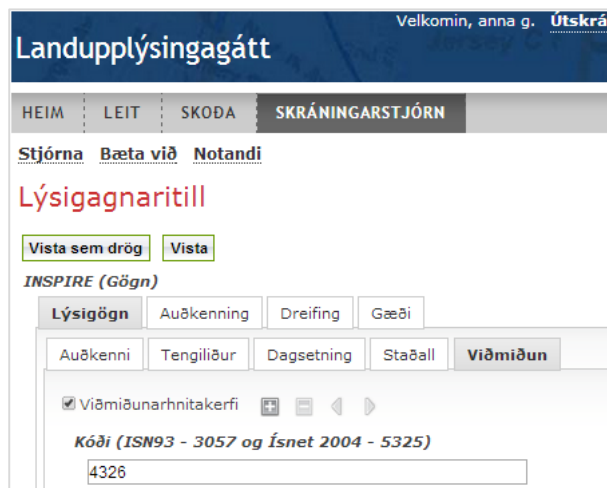 Velkomin, anna g. Útskrá
Landupplýsingagátt
HEIM LEIT SKOÐA SKRÁNINGARSTJÓRN
Stjórna Bæta við Notandi
Lýsigagnaritill
Vista sem drög Vista
INSPIRE (Gögn)
Lýsigögn Auðkenning Dreifing Gæði
Auðkenni Tengiliður Dagsetning Staðall Viðmiðun
Viðmiðunarhnitakerfi
Kóði (ISN93 - 3057 og Ísnet 2004 - 5325)
4326